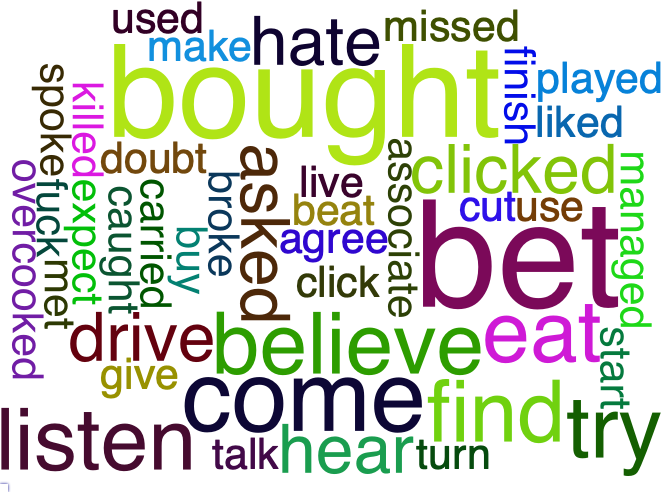 used
make
hate
missed
bought
finish
played
liked
spoke
killed
doubt
asked
live
associate
clicked
managed
overcooked
fuck
expect
caught
carried
broke
beat
cut
use
buy
agree
bet
met
click
drive
believe
eat
start
give
come
find
try
listen
talk
hear
turn